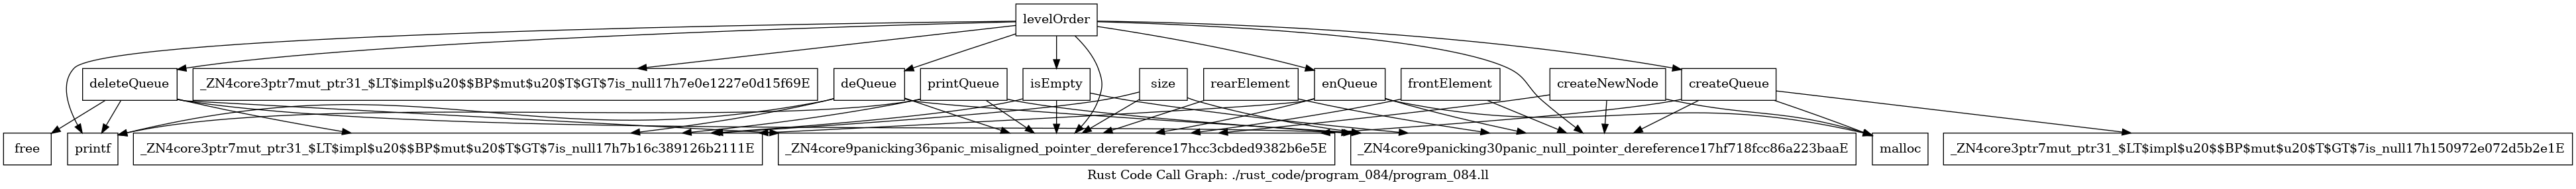 levelOrder
deleteQueue
_ZN4core3ptr7mut_ptr31_$LT$impl$u20$$BP$mut$u20$T$GT$7is_null17h7e0e1227e0d15f69E
deQueue
printQueue
isEmpty
size
rearElement
enQueue
frontElement
createNewNode
createQueue
free
printf
_ZN4core3ptr7mut_ptr31_$LT$impl$u20$$BP$mut$u20$T$GT$7is_null17h7b16c389126b2111E
_ZN4core9panicking36panic_misaligned_pointer_dereference17hcc3cbded9382b6e5E
_ZN4core9panicking30panic_null_pointer_dereference17hf718fcc86a223baaE
malloc
_ZN4core3ptr7mut_ptr31_$LT$impl$u20$$BP$mut$u20$T$GT$7is_null17h150972e072d5b2e1E
Rust Code Call Graph: ./rust_code/program_084/program_084.ll